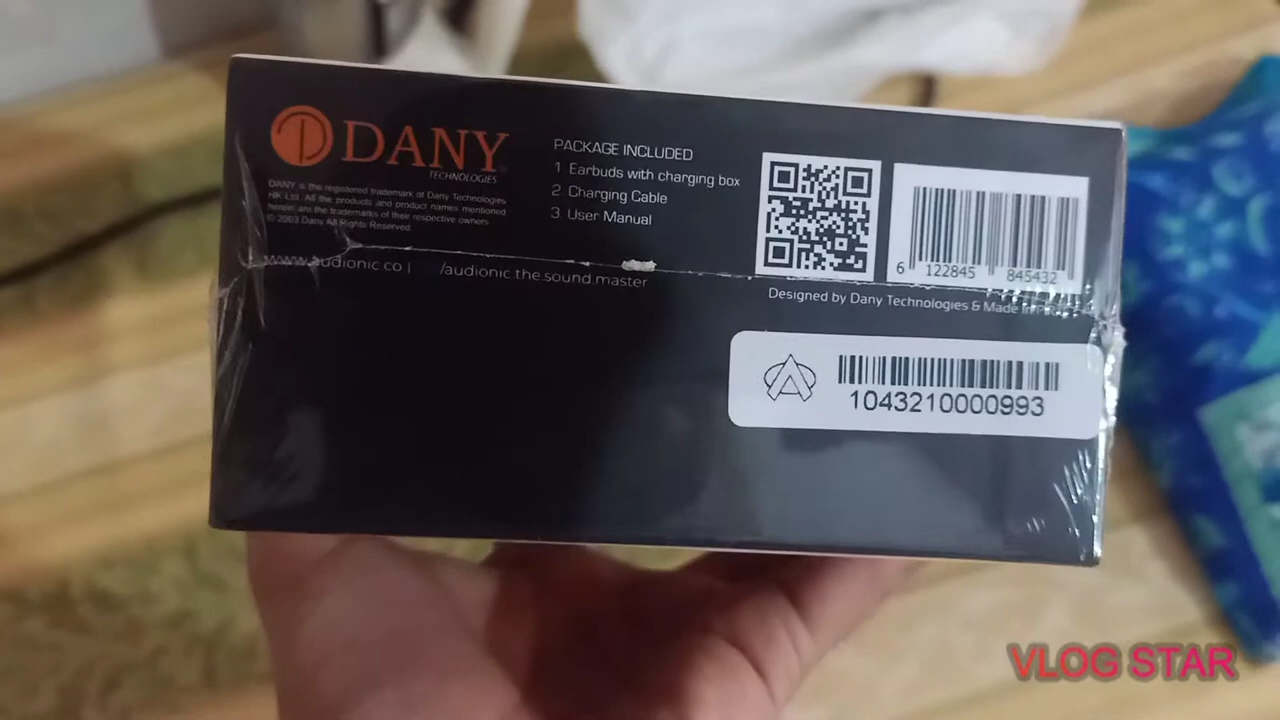 DANY
TECHNOLOGIES
DANY is the registered trademark of Dany Technologies
HK Ltd. All the products and product names mentioned
herein are the trademarks of their respective owners
© 2003 Dany All Rights Reserved.
PACKAGE INCLUDED
1 Earbuds with charging box
2 Charging Cable
3. User Manual
6 122845 845432
www.audionic.co | /audionic.the.sound.master
Designed by Dany Technologies & Made in
1043210000993
VLOG STAR